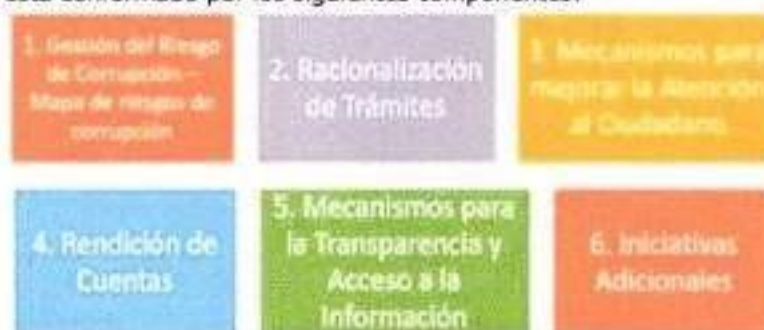 está conformado por los siguientes componentes:
1. Gestión del Riesgo
de Corrupción –
Mapa de riesgos de
corrupción
2. Racionalización
de Trámites
3. Mecanismos para
mejorar la Atención
al Ciudadano.
4. Rendición de
Cuentas
5. Mecanismos para
la Transparencia y
Acceso a la
Información
6. Iniciativas
Adicionales